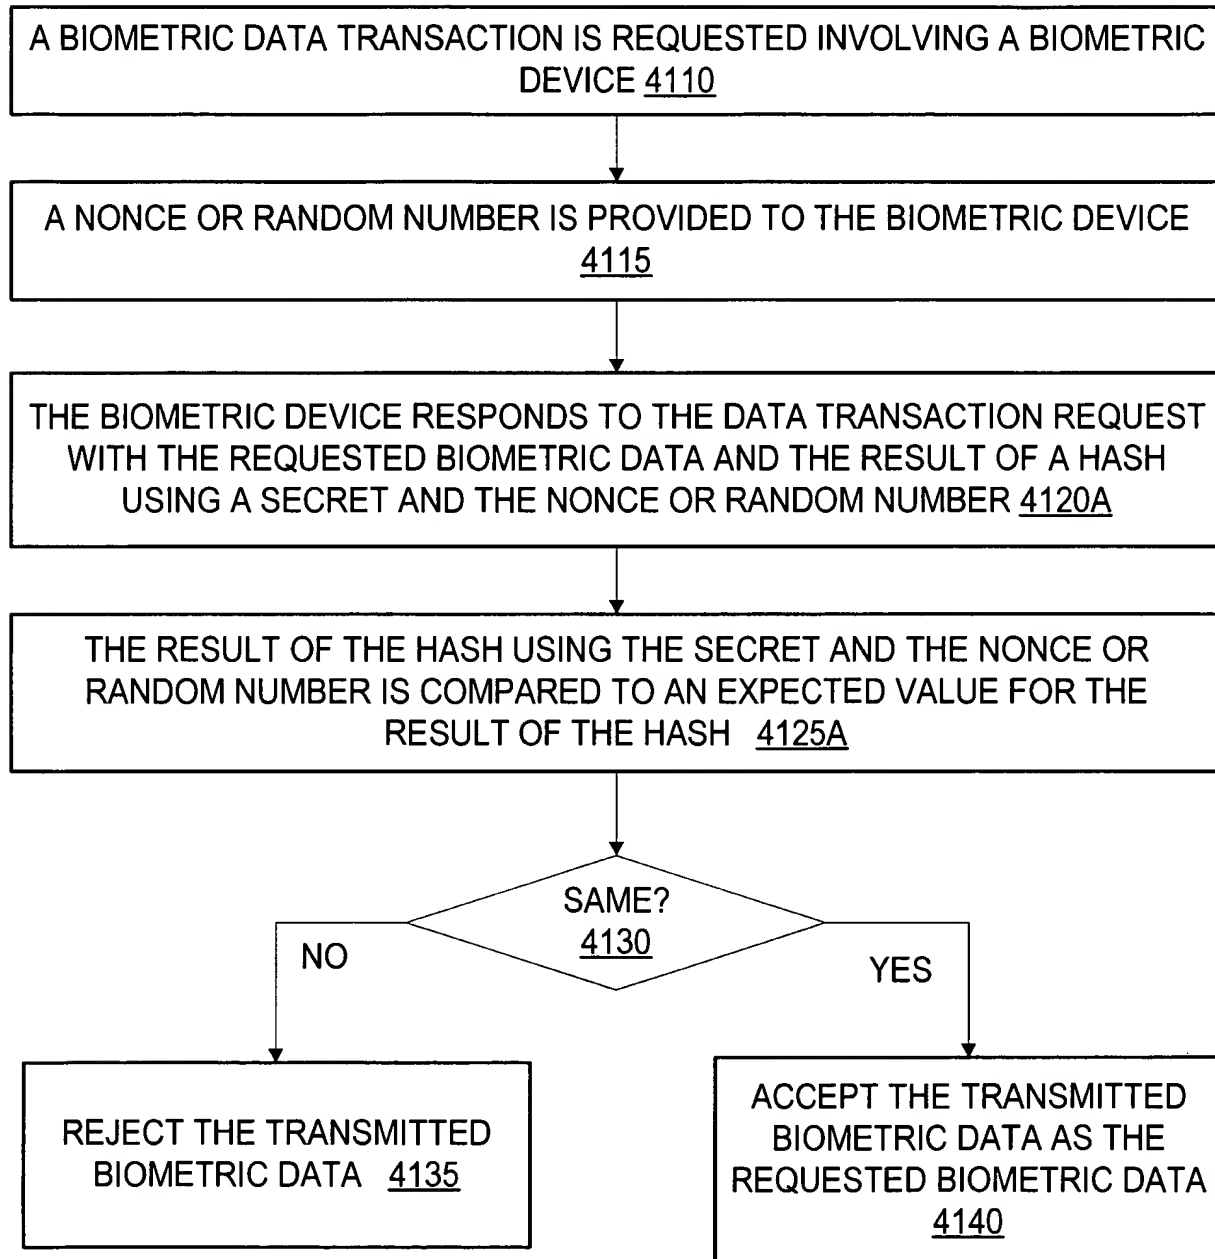 A BIOMETRIC DATA TRANSACTION IS REQUESTED INVOLVING A BIOMETRIC
DEVICE 4110
A NONCE OR RANDOM NUMBER IS PROVIDED TO THE BIOMETRIC DEVICE
4115
THE BIOMETRIC DEVICE RESPONDS TO THE DATA TRANSACTION REQUEST
WITH THE REQUESTED BIOMETRIC DATA AND THE RESULT OF A HASH
USING A SECRET AND THE NONCE OR RANDOM NUMBER 4120A
THE RESULT OF THE HASH USING THE SECRET AND THE NONCE OR
RANDOM NUMBER IS COMPARED TO AN EXPECTED VALUE FOR THE
RESULT OF THE HASH 4125A
SAME?
4130
NO
YES
REJECT THE TRANSMITTED
BIOMETRIC DATA 4135
ACCEPT THE TRANSMITTED
BIOMETRIC DATA AS THE
REQUESTED BIOMETRIC DATA
4140